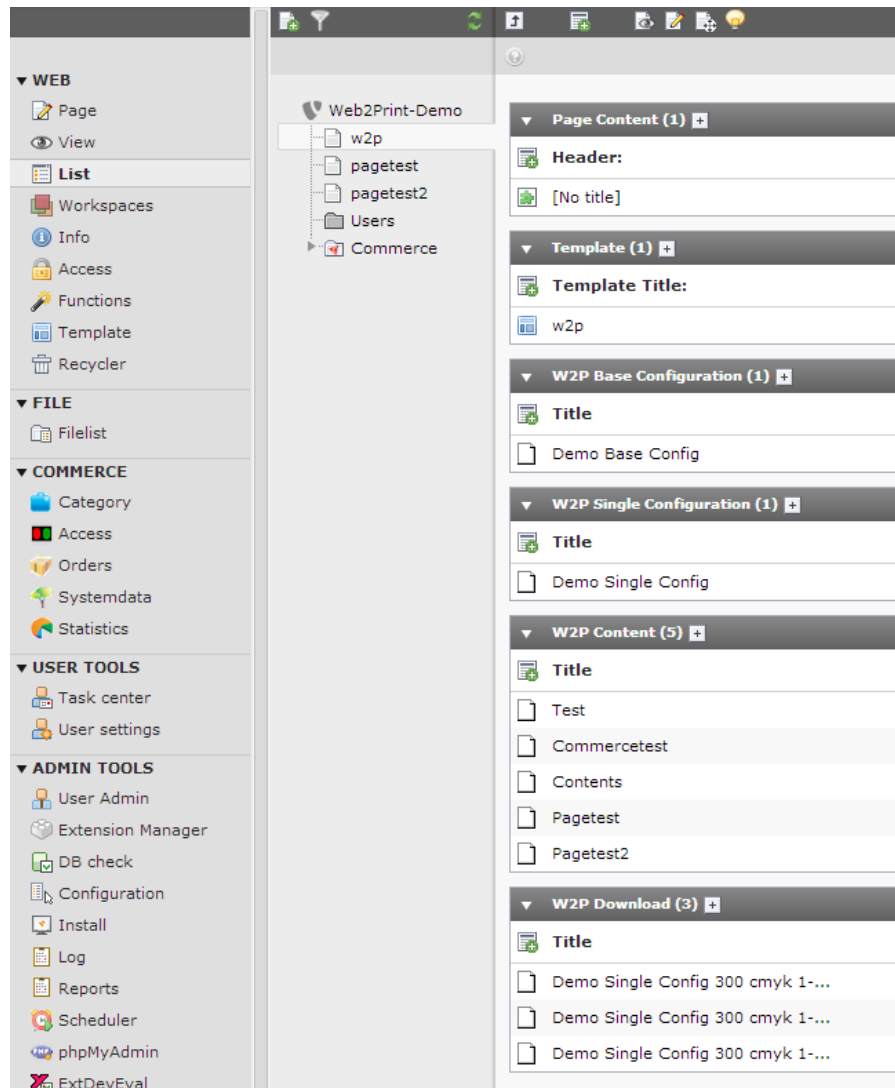 WEB
Page
View
List
Workspaces
Info
Access
Functions
Template
Recycler
FILE
Filelist
COMMERCE
Category
Access
Orders
Systemdata
Statistics
USER TOOLS
Task center
User settings
ADMIN TOOLS
User Admin
Extension Manager
DB check
Configuration
Install
Log
Reports
Scheduler
phpMyAdmin
ExtDevEval
Web2Print-Demo
w2p
pagetest
pagetest2
Users
Commerce
Page Content (1)
Header:
[No title]
Template (1)
Template Title:
w2p
W2P Base Configuration (1)
Title
Demo Base Config
W2P Single Configuration (1)
Title
Demo Single Config
W2P Content (5)
Title
Test
Commercetest
Contents
Pagetest
Pagetest2
W2P Download (3)
Title
Demo Single Config 300 cmyk 1-...
Demo Single Config 300 cmyk 1-...
Demo Single Config 300 cmyk 1-...